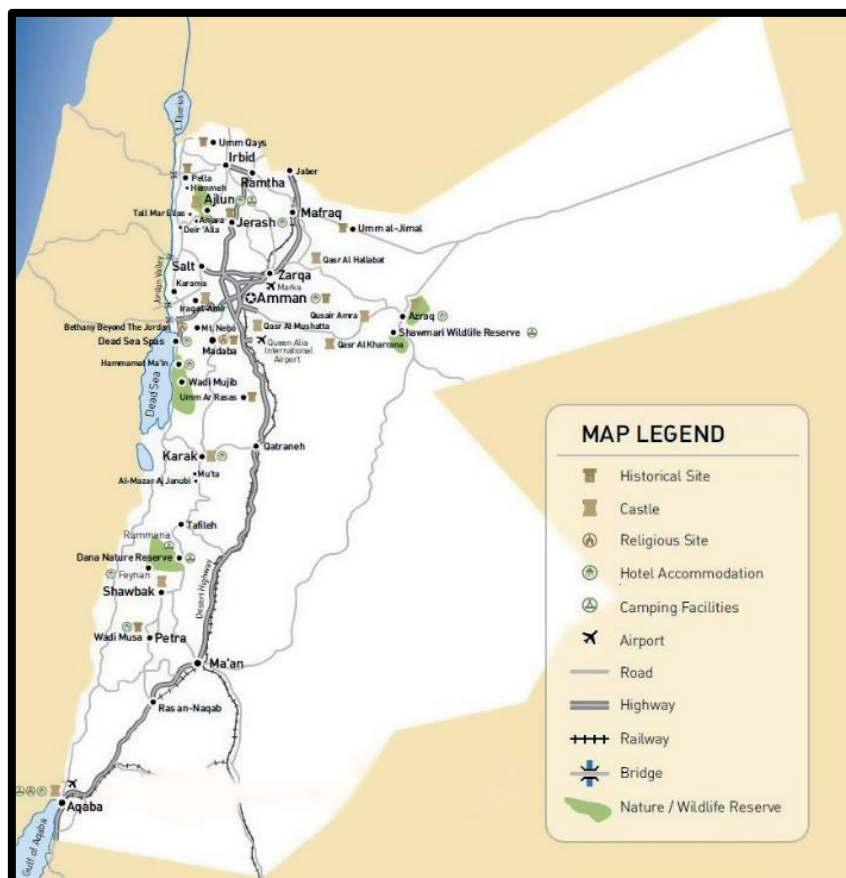 L. Tiberius
Umm Qays
Irbid
Jaber
Ramtha
Pella
Hemmeh
Ajlun
Mafraq
Tall Mar Elias
Anjara
Jerash
Umm al-Jimal
Deir 'Alla
Qasr Al Hallabat
Salt
Zarqa
Jordan Valley
Karama
Marka
Amman
Iraq al-Amir
Qusair Amra
Azraq
Bethany Beyond The Jordan
Mt. Nebo
Qasr Al Mushatta
Shawmari Wildlife Reserve
Dead Sea Spas
Madaba
Queen Alia
International
Airport
Qasr Al Kharrana
Hammamat Ma'in
Dead Sea
Wadi Mujib
Umm Ar Rasas
Karak
Qatraneh
Mu'ta
Al-Mazar Aj Janubi
Tafileh
Rummana
Dana Nature Reserve
Feynan
Shawbak
Desert Highway
Wadi Musa
Petra
Ma'an
Ras an-Naqab
Aqaba
Gulf of Aqaba
MAP LEGEND
Historical Site
Castle
Religious Site
Hotel Accommodation
Camping Facilities
Airport
Road
Highway
Railway
Bridge
Nature / Wildlife Reserve